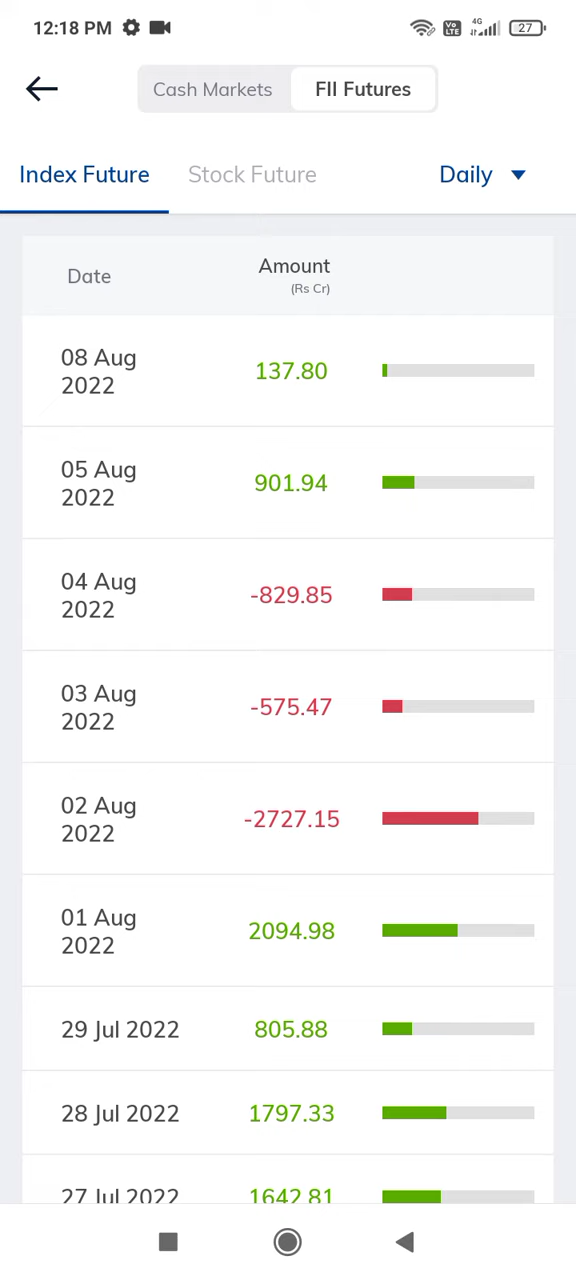 12:18 PM Vo LTE 4G 27
Cash Markets FII Futures
Index Future Stock Future Daily
Date Amount
(Rs Cr)
08 Aug
2022 137.80
05 Aug
2022 901.94
04 Aug
2022 -829.85
03 Aug
2022 -575.47
02 Aug
2022 -2727.15
01 Aug
2022 2094.98
29 Jul 2022 805.88
28 Jul 2022 1797.33
27 Jul 2022 1642.81